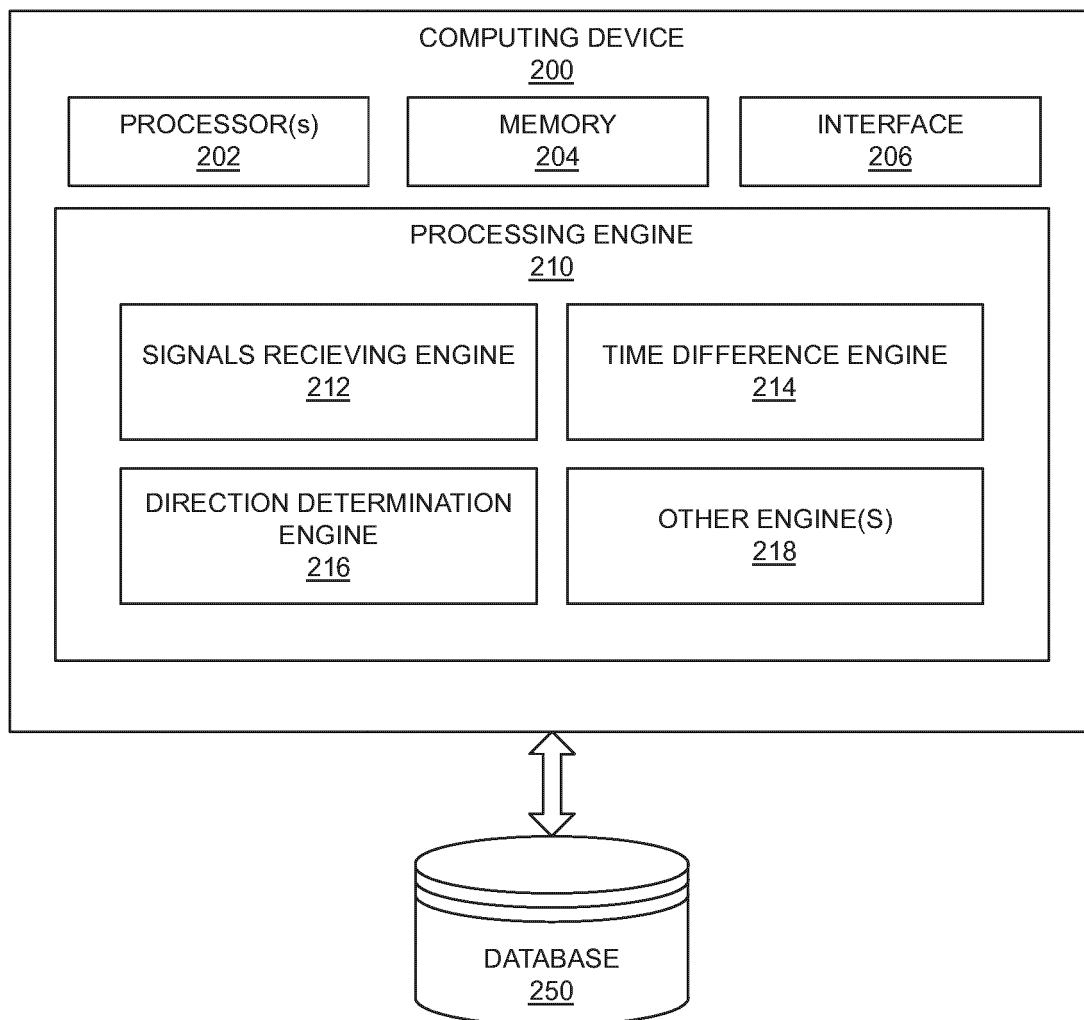 COMPUTING DEVICE
200
PROCESSOR(s)
202
MEMORY
204
INTERFACE
206
PROCESSING ENGINE
210
SIGNALS RECIEVING ENGINE
212
TIME DIFFERENCE ENGINE
214
DIRECTION DETERMINATION
ENGINE
216
OTHER ENGINE(S)
218
DATABASE
250